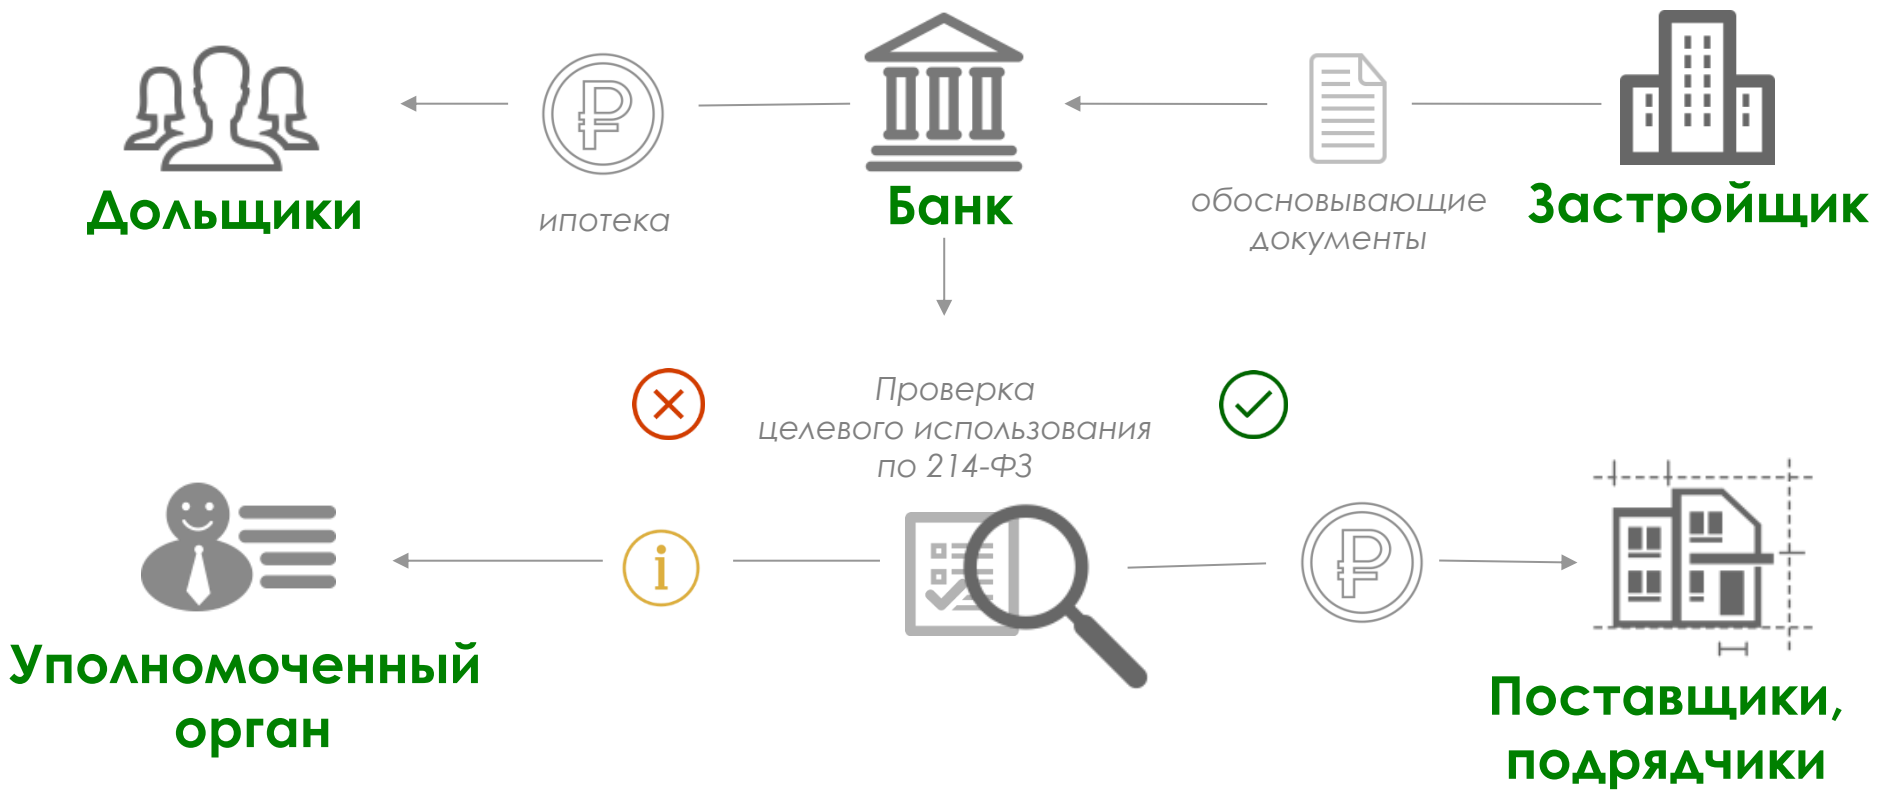 Дольщики
ипотека
Банк
обосновывающие
документы
Застройщик
Проверка
целевого использования
по 214-ФЗ
i
Уполномоченный
орган
Поставщики,
подрядчики